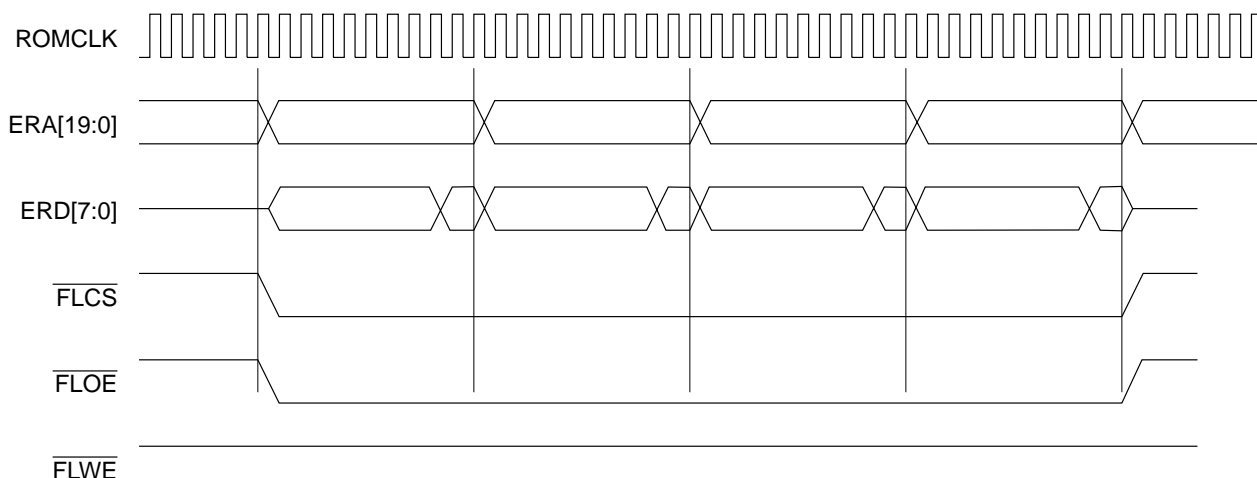 ROMCLK
ERA[19:0]
ERD[7:0]
FLCS
FLOE
FLWE